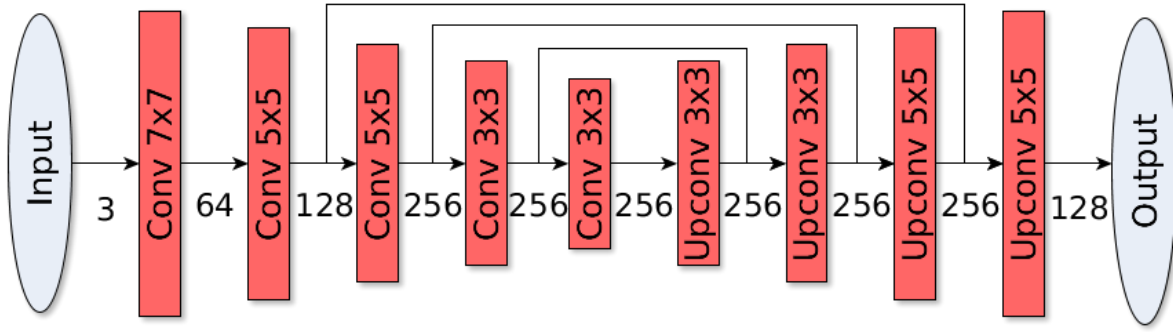 Input
3
Conv 7x7
64
Conv 5x5
128
Conv 5x5
256
Conv 3x3
256
Conv 3x3
256
Upconv 3x3
256
Upconv 3x3
256
Upconv 5x5
256
Upconv 5x5
128
Output